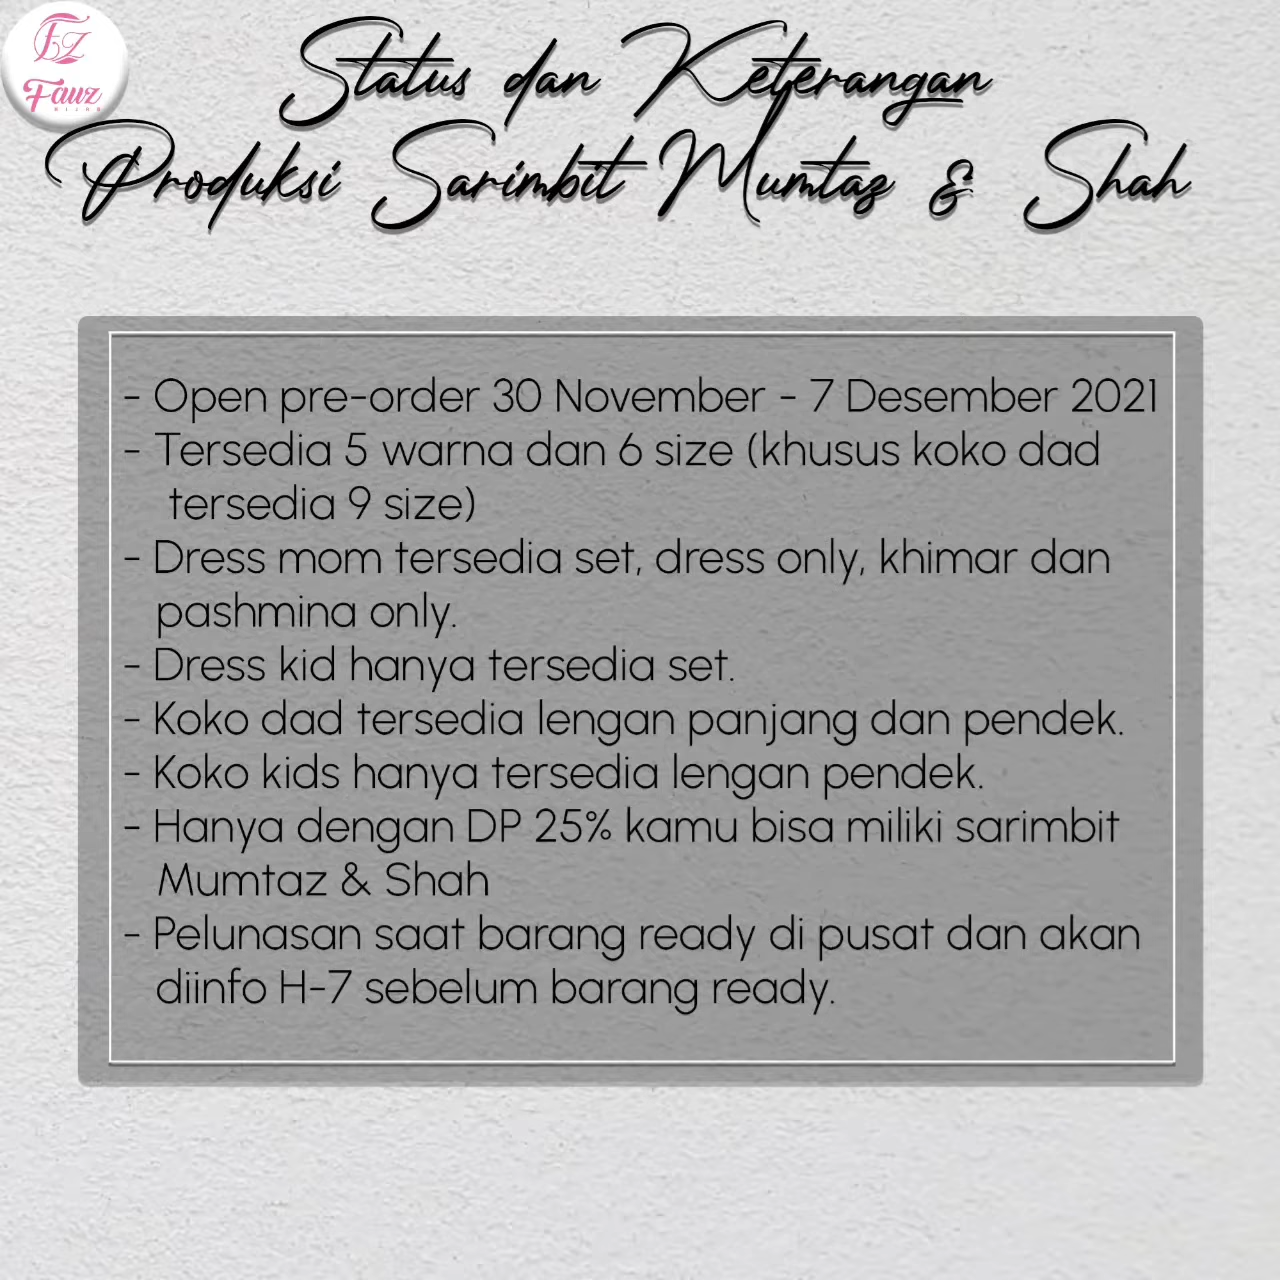 FZ
Fauz
HIJAB
Status dan Keterangan
Produksi Sarimbit Mumtaz & Shah
- Open pre-order 30 November - 7 Desember 2021
- Tersedia 5 warna dan 6 size (khusus koko dad
tersedia 9 size)
- Dress mom tersedia set, dress only, khimar dan
pashmina only.
- Dress kid hanya tersedia set.
- Koko dad tersedia lengan panjang dan pendek.
- Koko kids hanya tersedia lengan pendek.
- Hanya dengan DP 25% kamu bisa miliki sarimbit
Mumtaz & Shah
- Pelunasan saat barang ready di pusat dan akan
diinfo H-7 sebelum barang ready.